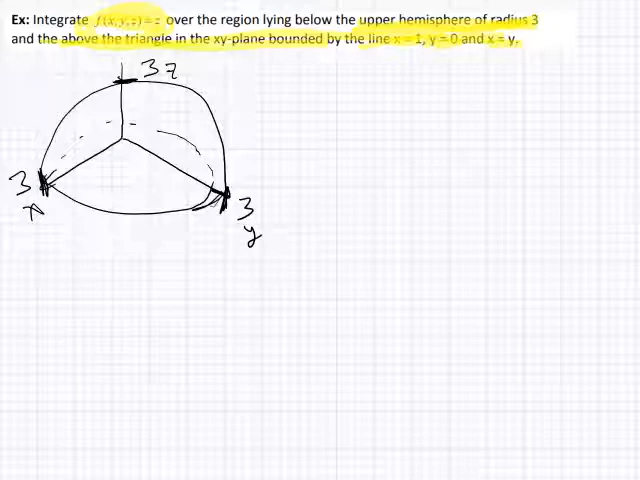 Ex: Integrate f(x,y,z)=z over the region lying below the upper hemisphere of radius 3
and the above the triangle in the xy-plane bounded by the line x = 1, y = 0 and x = y.
3 z
3
x
3
y